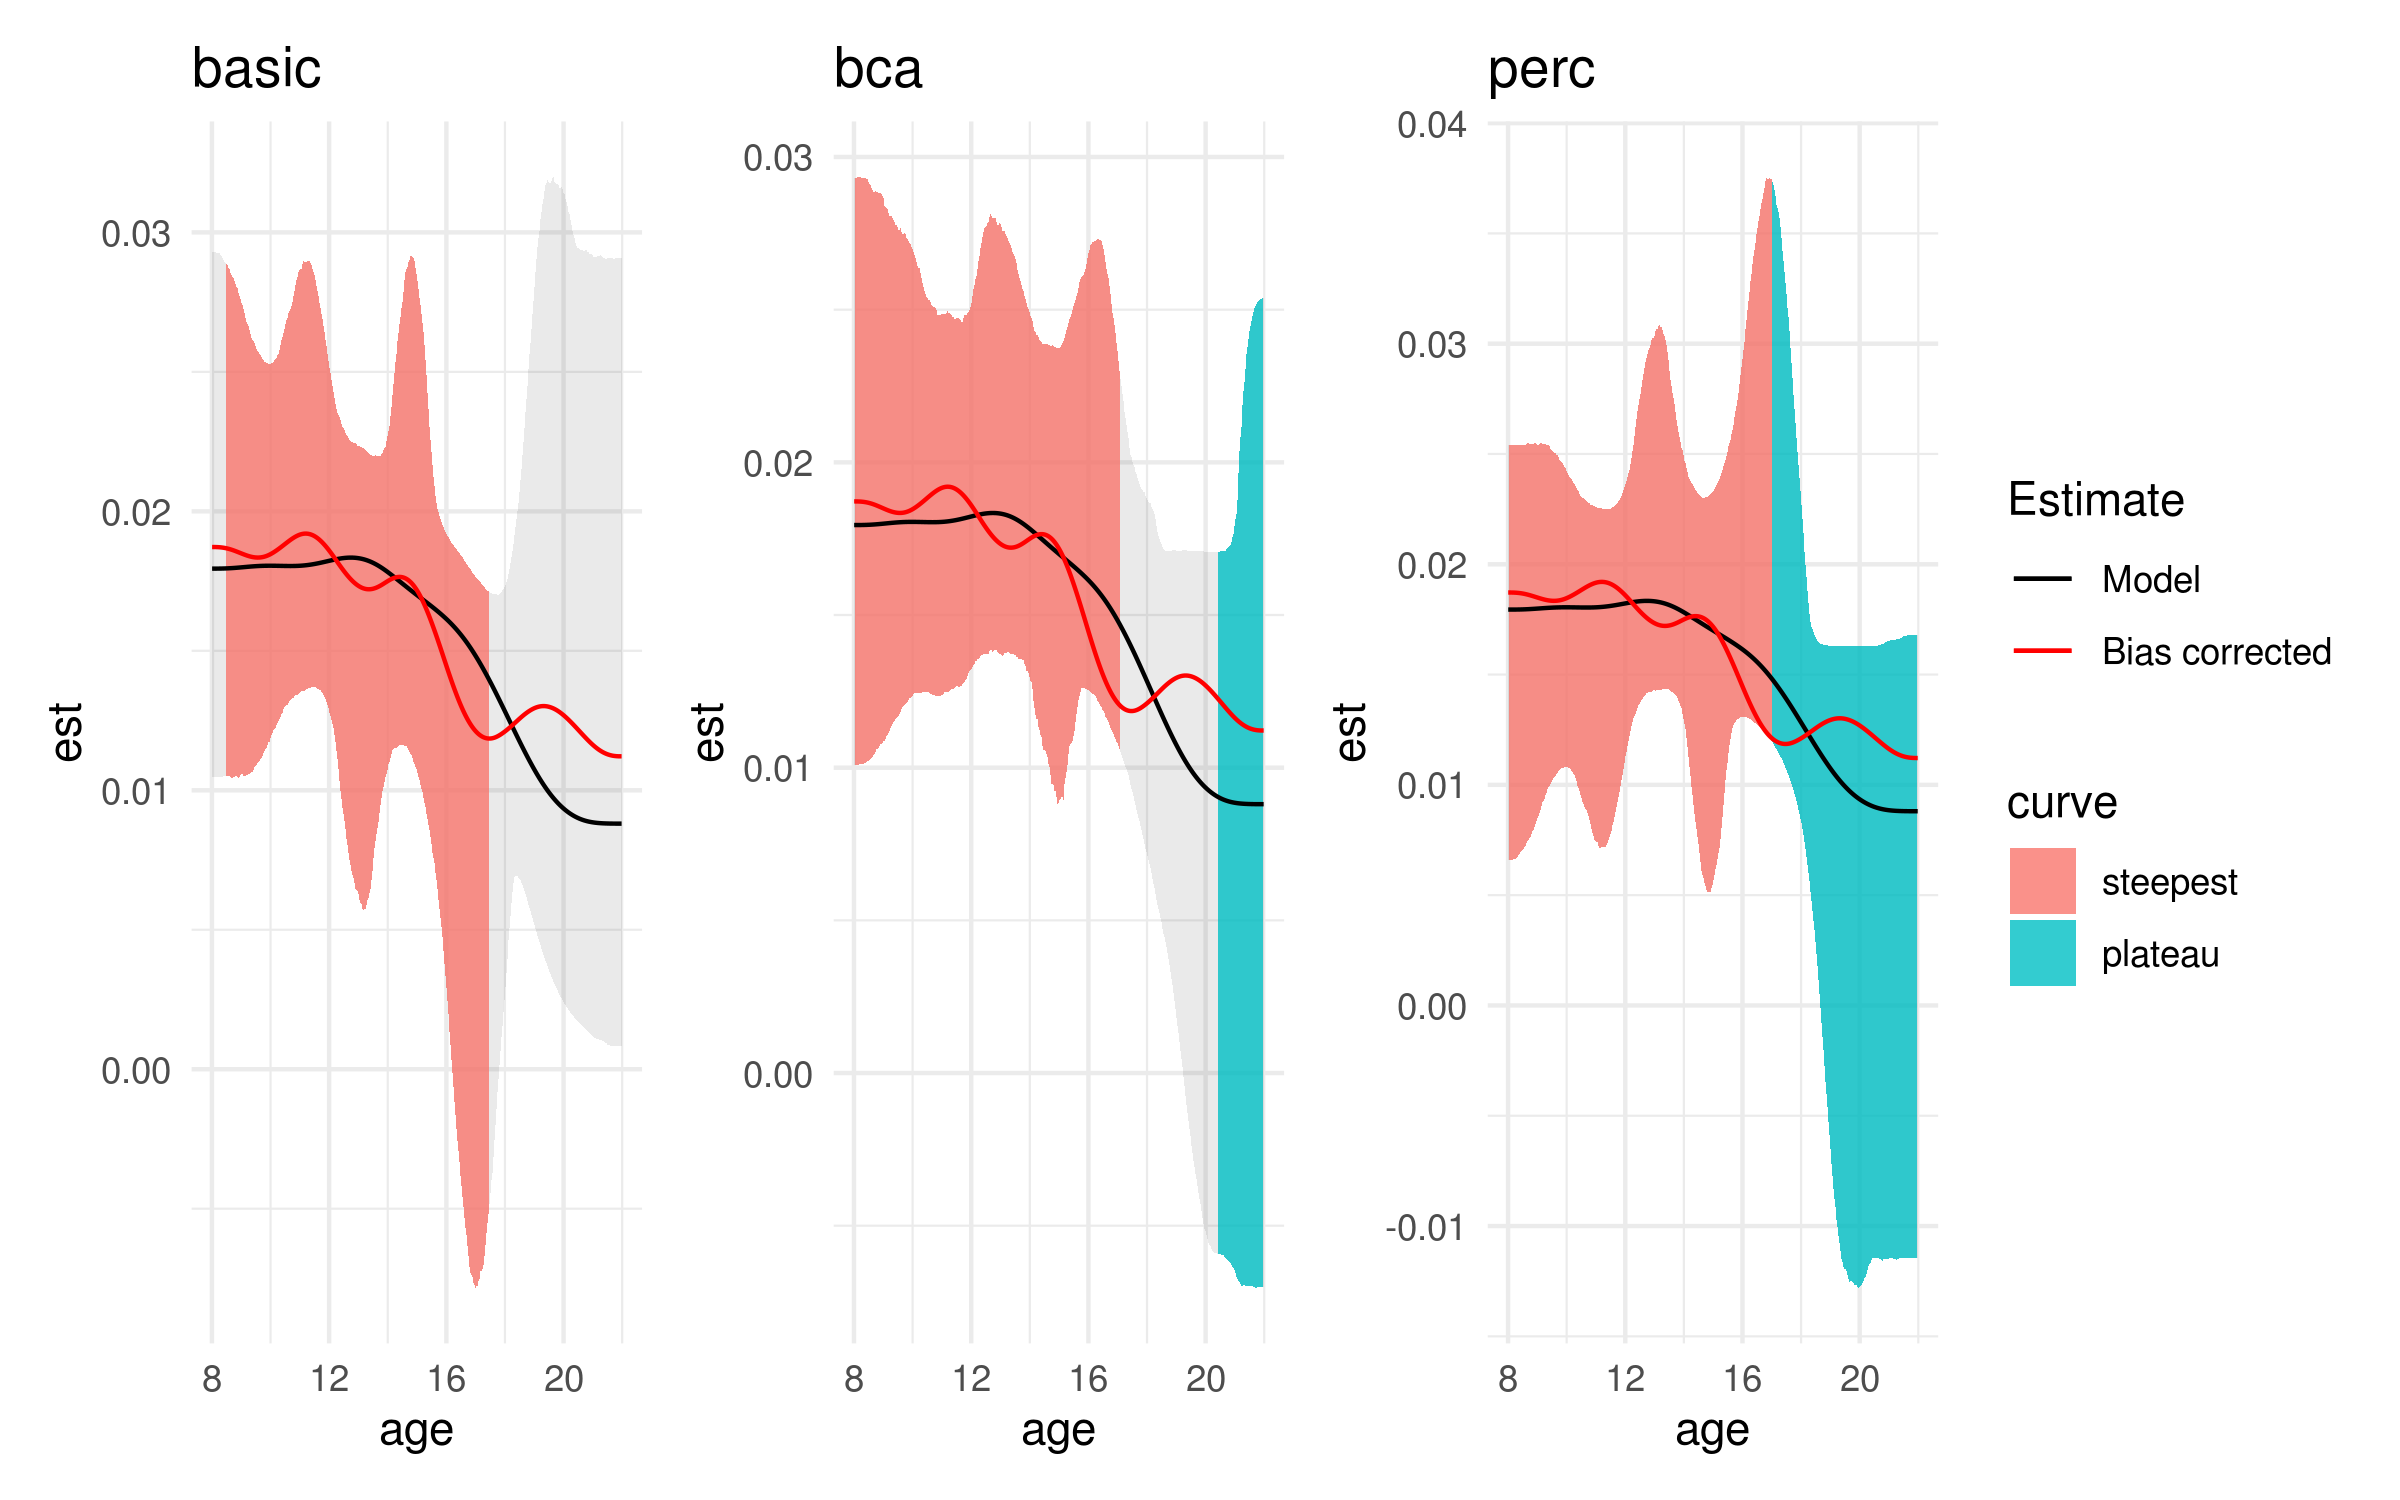 basic
bca
perc
0.03
0.02
0.01
0.00
est
8 12 16 20
age
0.03
0.02
0.01
0.00
est
8 12 16 20
age
0.04
0.03
0.02
0.01
0.00
-0.01
est
8 12 16 20
age
Estimate
Model
Bias corrected
curve
steepest
plateau